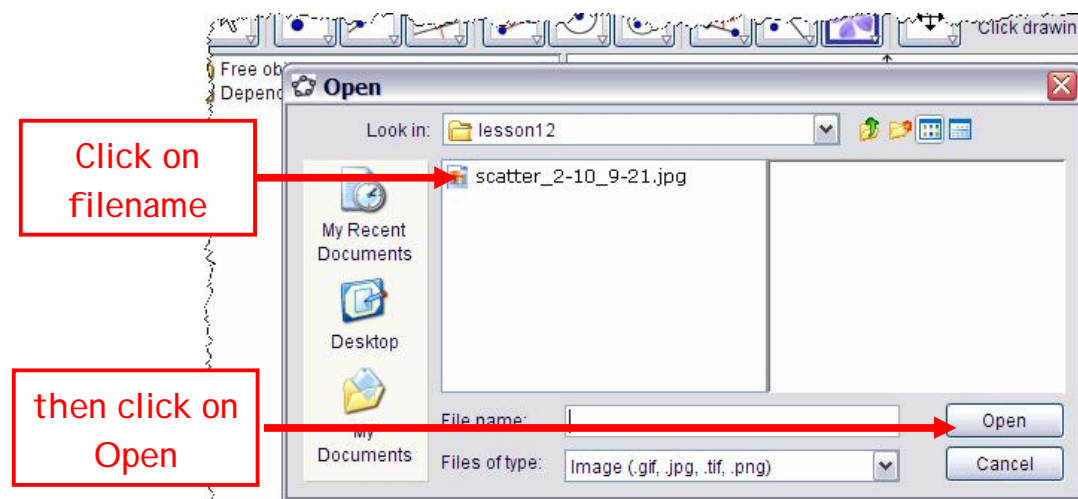 Click drawin
Free ob
Depend
Open
Look in:
lesson12
Click on
filename
scatter_2-10_9-21.jpg
My Recent
Documents
Desktop
then click on
Open
My
Documents
File name:
Open
Files of type:
Image (.gif, .jpg, .tif, .png)
Cancel